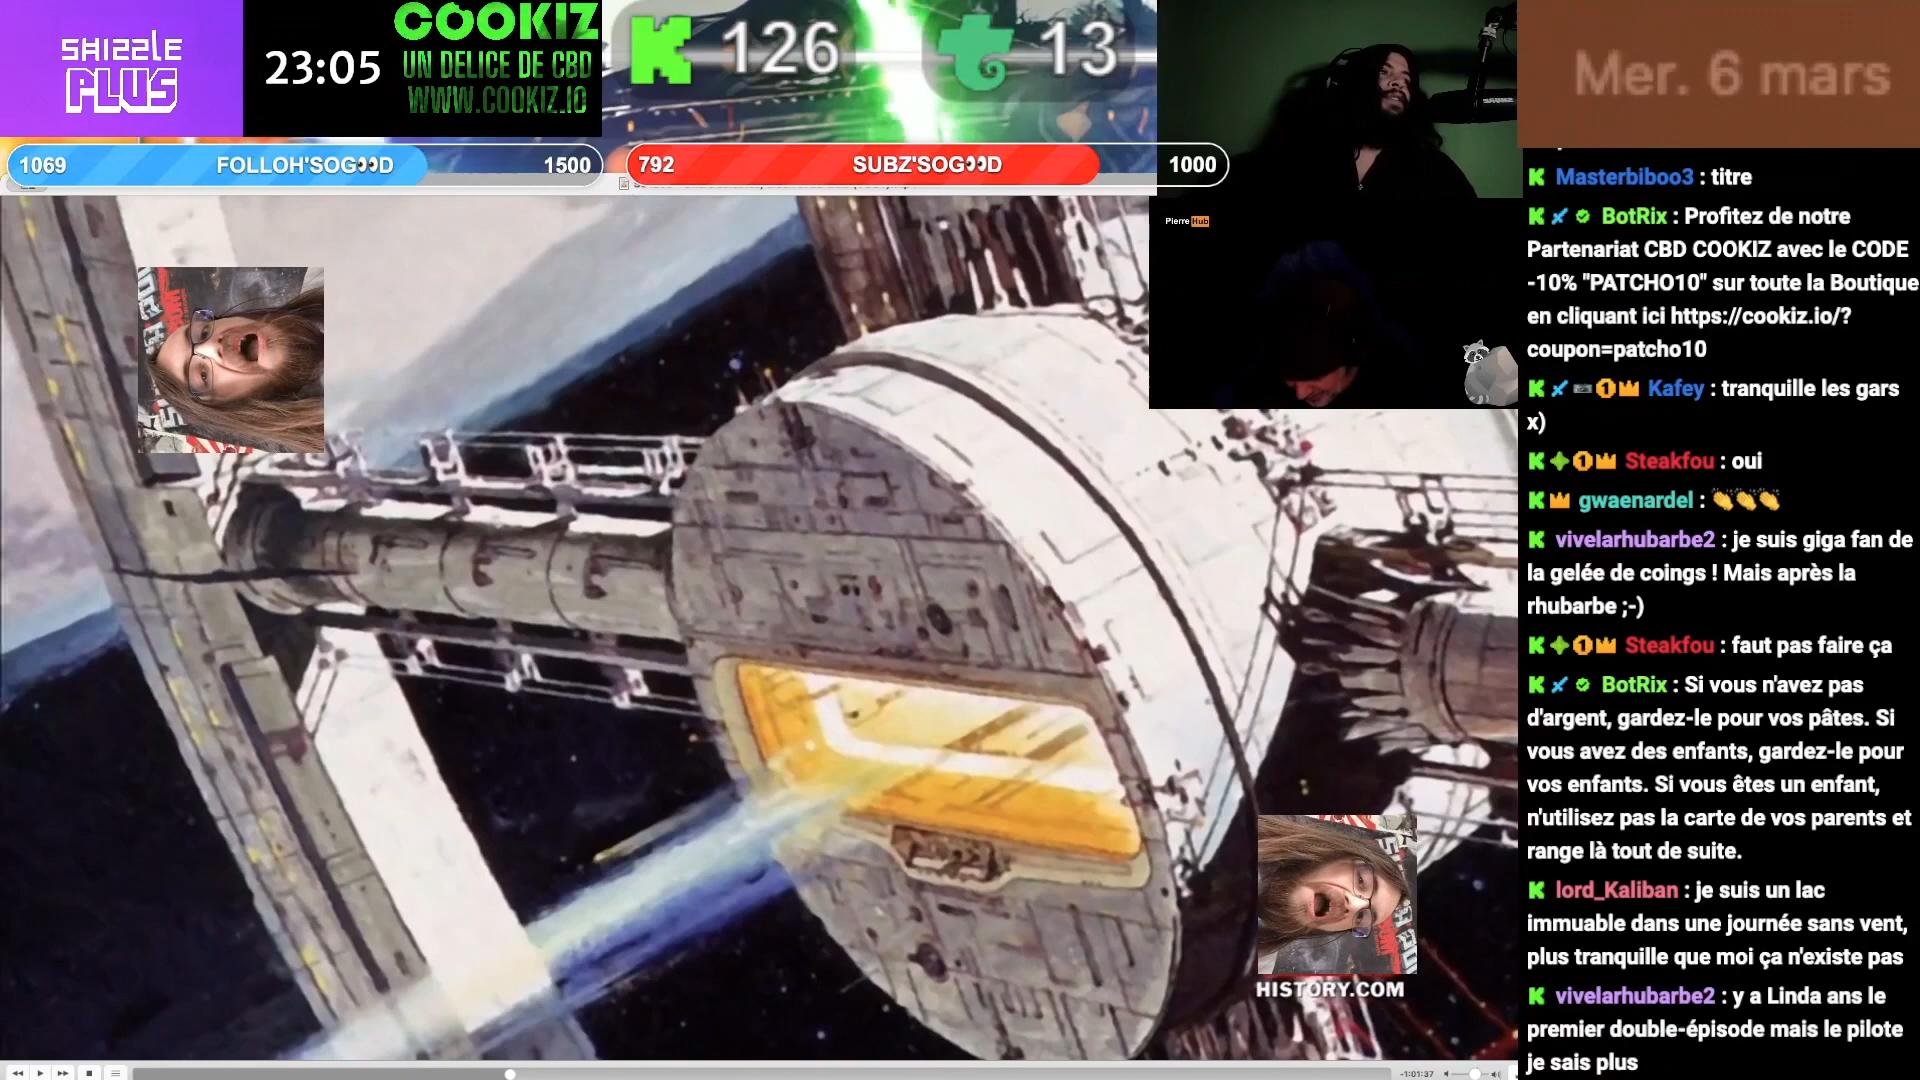 SHIZZLE
PLUS
23:05
COOKIZ
UN DELICE DE CBD
WWW.COOKIZ.IO
126
13
Mer. 6 mars
1069
FOLLOH'SOG👀D
1500
792
SUBZ'SOG👀D
1000
Pierre Hub
Masterbiboo3 : titre
BotRix : Profitez de notre
Partenariat CBD COOKIZ avec le CODE
-10% "PATCHO10" sur toute la Boutique
en cliquant ici https://cookiz.io/?
coupon=patcho10
Kafey : tranquille les gars
x)
Steakfou : oui
gwaenardel : 👏👏👏
vivelarhubarbe2 : je suis giga fan de
la gelée de coings ! Mais après la
rhubarbe ;-)
Steakfou : faut pas faire ça
BotRix : Si vous n'avez pas
d'argent, gardez-le pour vos pâtes. Si
vous avez des enfants, gardez-le pour
vos enfants. Si vous êtes un enfant,
n'utilisez pas la carte de vos parents et
range là tout de suite.
lord_Kaliban : je suis un lac
immuable dans une journée sans vent,
plus tranquille que moi ça n'existe pas
vivelarhubarbe2 : y a Linda ans le
premier double-épisode mais le pilote
je sais plus
HISTORY.COM
-1:01:37